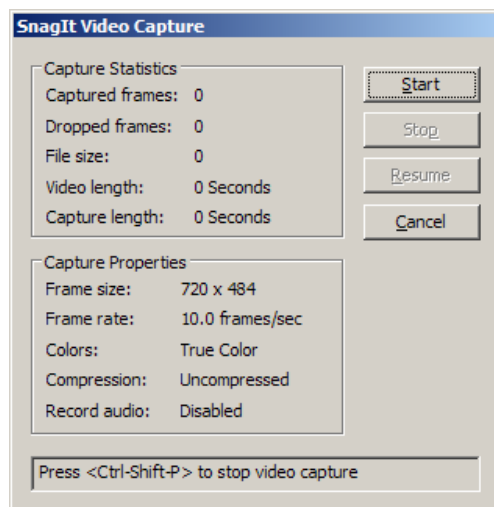 SnagIt Video Capture
Capture Statistics
Captured frames: 0
Dropped frames: 0
File size: 0
Video length: 0 Seconds
Capture length: 0 Seconds
Start
Stop
Resume
Cancel
Capture Properties
Frame size: 720 x 484
Frame rate: 10.0 frames/sec
Colors: True Color
Compression: Uncompressed
Record audio: Disabled
Press <Ctrl-Shift-P> to stop video capture